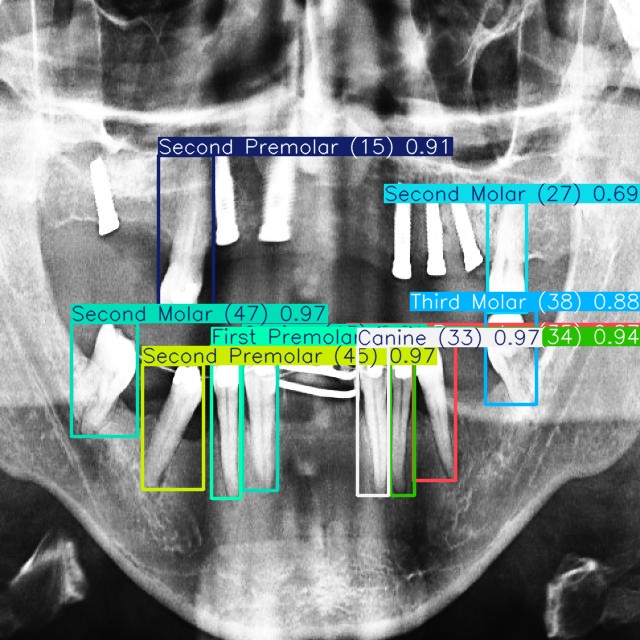 Second Premolar (15) 0.91
Second Molar (27) 0.69
Third Molar (38) 0.88
Second Molar (47) 0.97
First Premola
Canine (33) 0.97
(34) 0.94
Second Premolar (45) 0.97